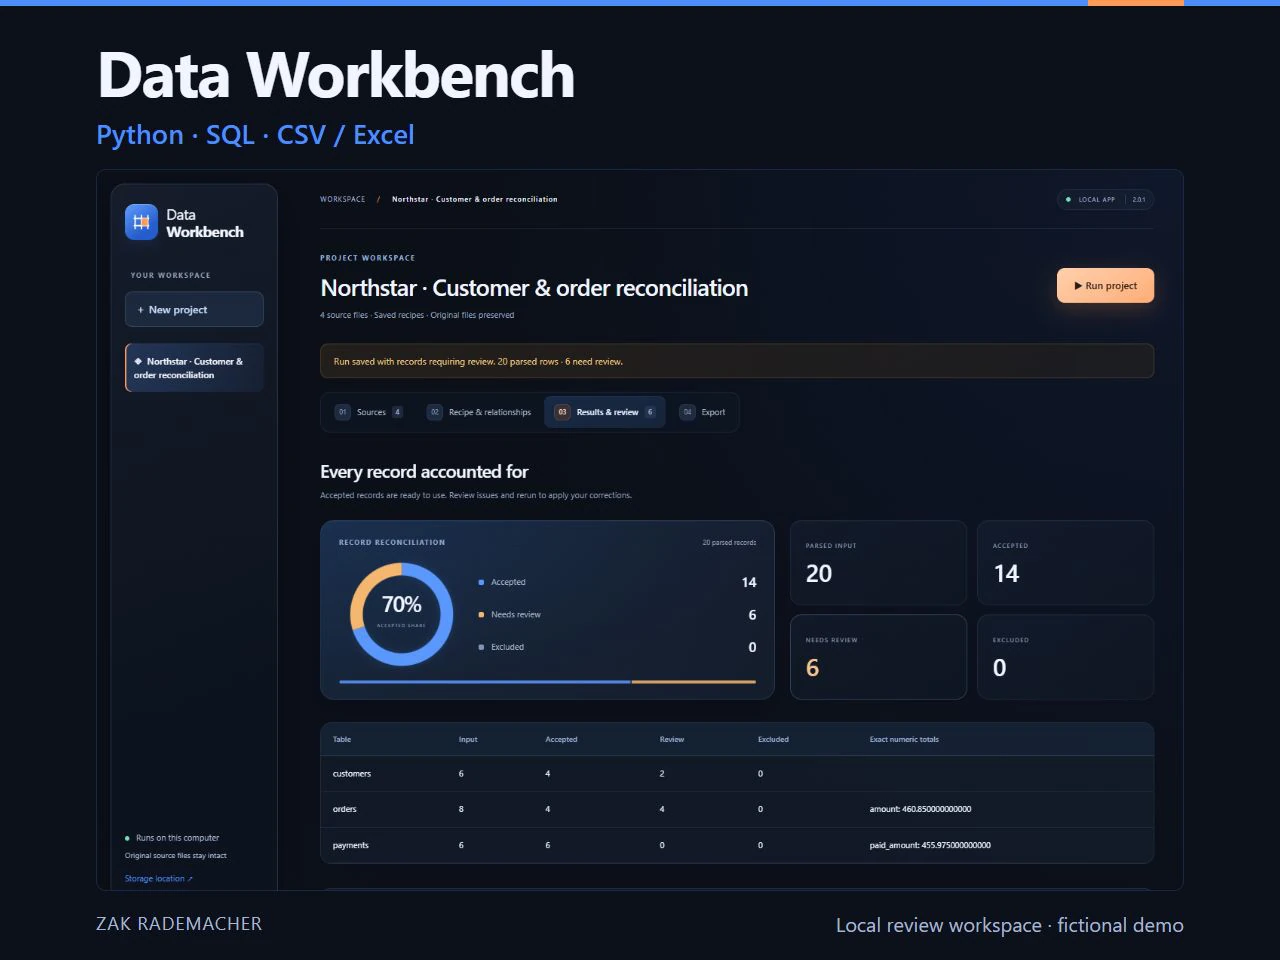 Data Workbench
Python · SQL · CSV / Excel
Data
Workbench
YOUR WORKSPACE
+ New project
◆ Northstar · Customer &
order reconciliation
Runs on this computer
Original source files stay intact
Storage location ↗
WORKSPACE / Northstar · Customer & order reconciliation
LOCAL APP 2.0.1
PROJECT WORKSPACE
Northstar · Customer & order reconciliation
4 source files · Saved recipes · Original files preserved
▶ Run project
Run saved with records requiring review. 20 parsed rows · 6 need review.
01 Sources 4 02 Recipe & relationships 03 Results & review 6 04 Export
Every record accounted for
Accepted records are ready to use. Review issues and rerun to apply your corrections.
RECORD RECONCILIATION 20 parsed records
70%
ACCEPTED SHARE
Accepted 14
Needs review 6
Excluded 0
PARSED INPUT
20
ACCEPTED
14
NEEDS REVIEW
6
EXCLUDED
0
Table Input Accepted Review Excluded Exact numeric totals
customers 6 4 2 0
orders 8 4 4 0 amount: 460.850000000000
payments 6 6 0 0 paid_amount: 455.975000000000
ZAK RADEMACHER
Local review workspace · fictional demo